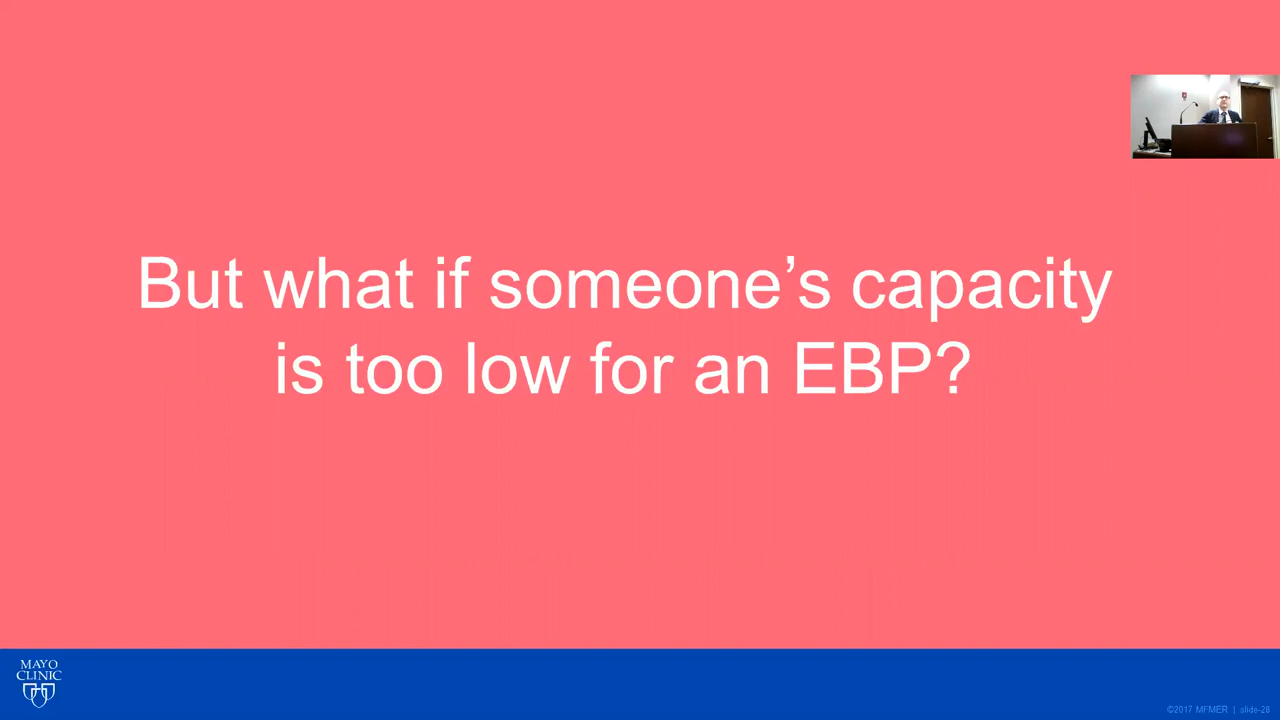 But what if someone’s capacity
is too low for an EBP?
MAYO
CLINIC
©2017 MFMER | slide-28